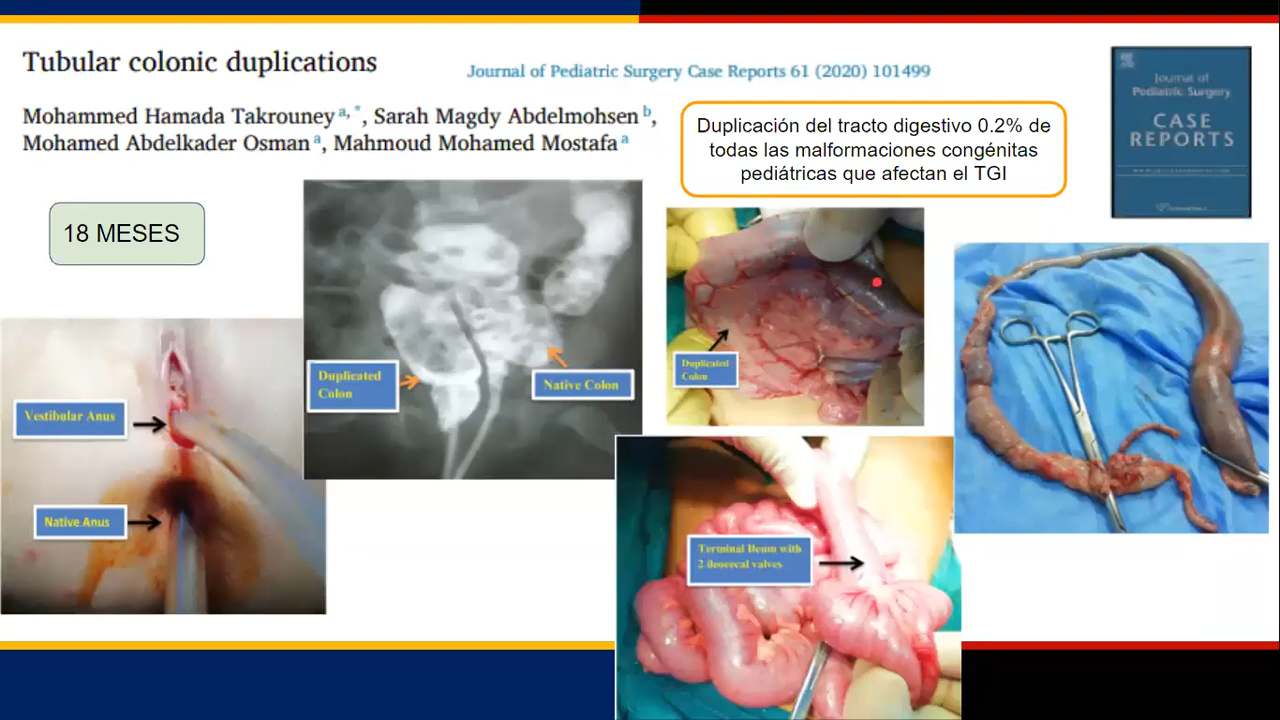 Tubular colonic duplications
Journal of Pediatric Surgery Case Reports 61 (2020) 101499
Mohammed Hamada Takrouney a, *, Sarah Magdy Abdelmohsen b,
Mohamed Abdelkader Osman a, Mahmoud Mohamed Mostafa a
Duplicación del tracto digestivo 0.2% de
todas las malformaciones congénitas
pediátricas que afectan el TGI
Journal of
Pediatric Surgery
CASE
REPORTS
18 MESES
Vestibular Anus
Native Anus
Duplicated
Colon
Native Colon
Duplicated
Colon
Terminal Ileum with
2 ileocecal valves